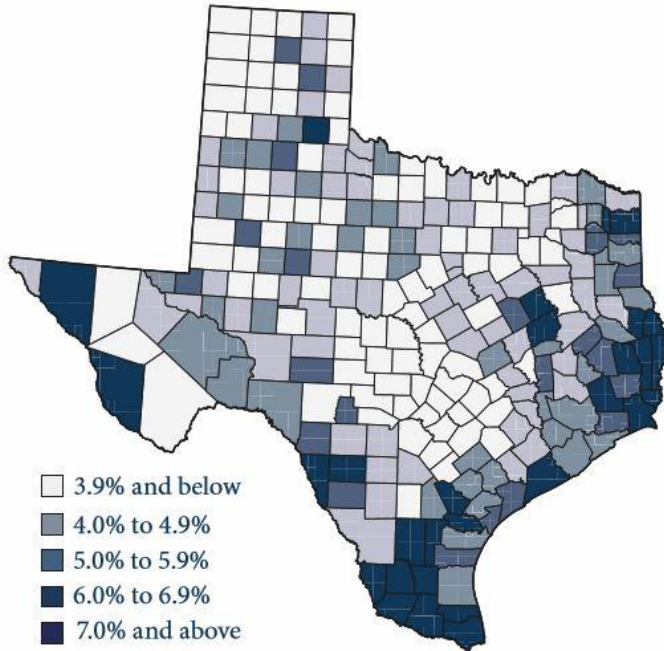 3.9% and below
4.0% to 4.9%
5.0% to 5.9%
6.0% to 6.9%
7.0% and above